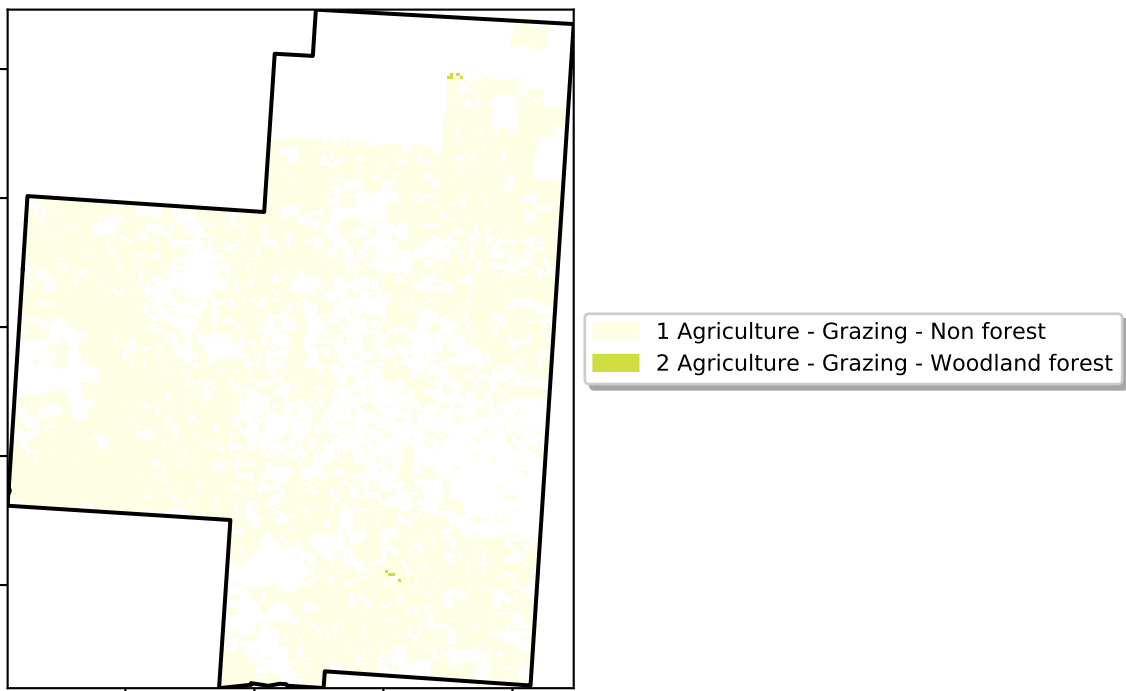 1 Agriculture - Grazing - Non forest
2 Agriculture - Grazing - Woodland forest